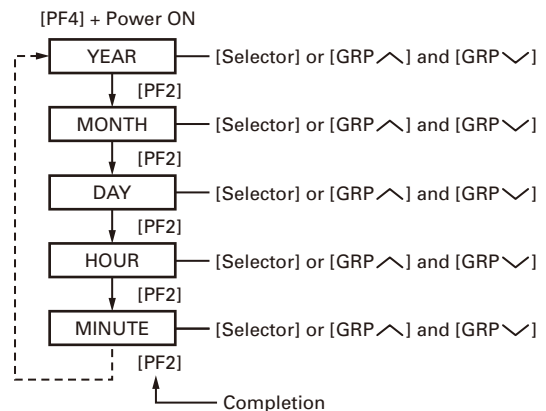 [PF4] + Power ON
YEAR [Selector] or [GRP︿] and [GRP﹀]
[PF2]
MONTH [Selector] or [GRP︿] and [GRP﹀]
[PF2]
DAY [Selector] or [GRP︿] and [GRP﹀]
[PF2]
HOUR [Selector] or [GRP︿] and [GRP﹀]
[PF2]
MINUTE [Selector] or [GRP︿] and [GRP﹀]
[PF2]
Completion